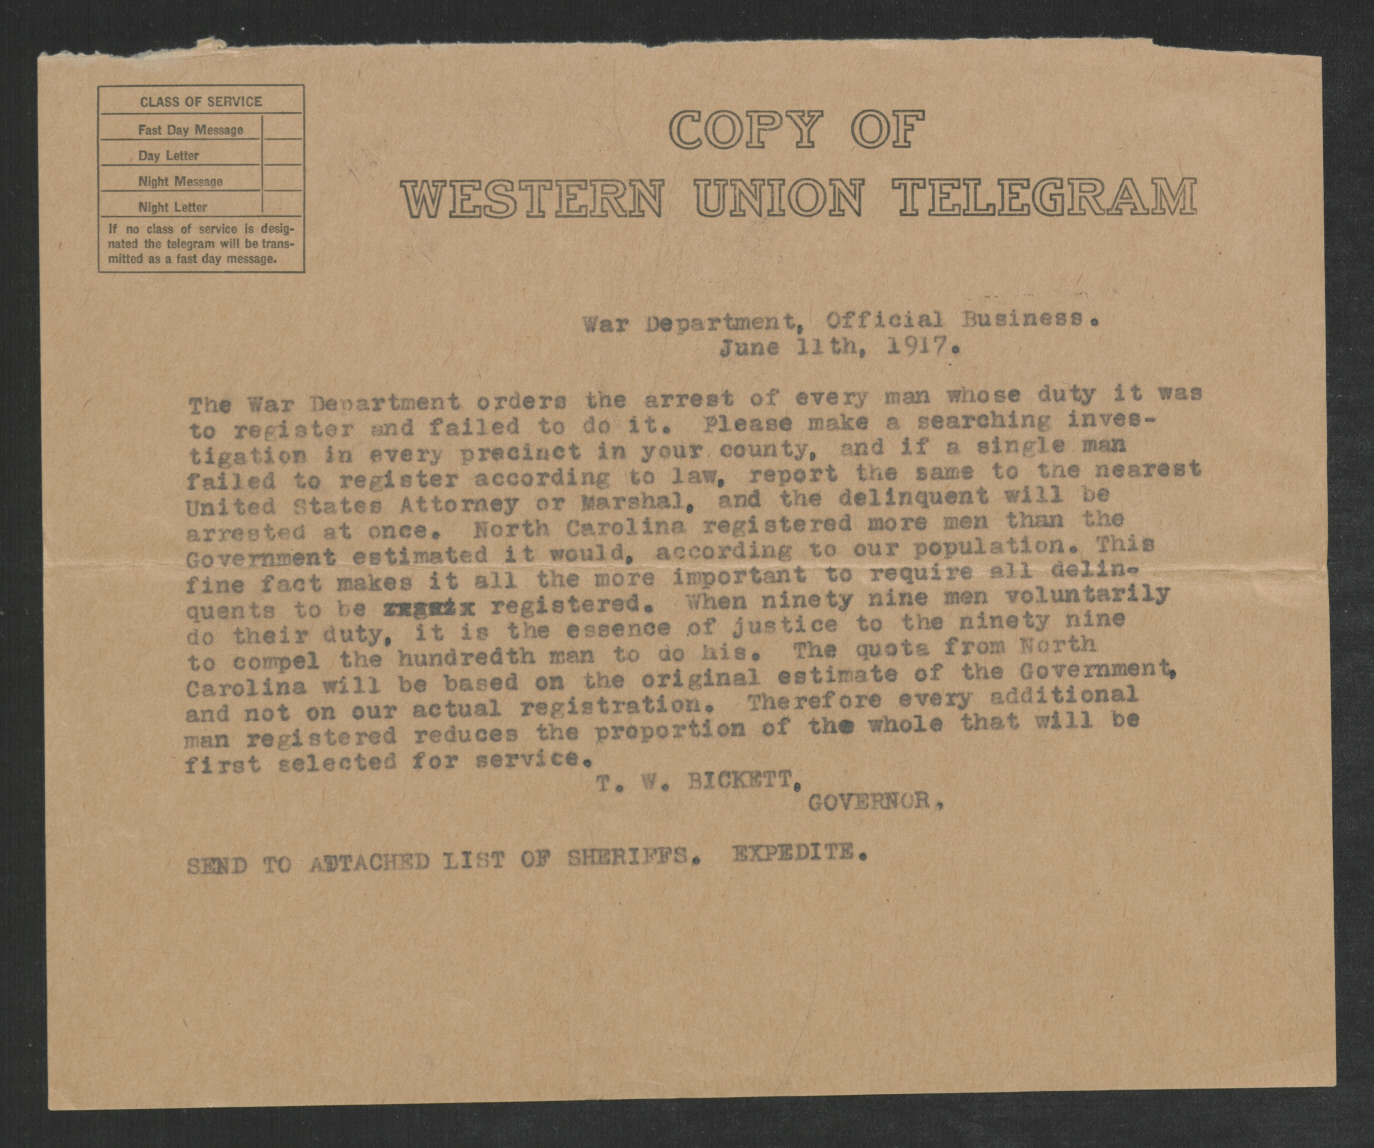 CLASS OF SERVICE
Fast Day Message
Day Letter
Night Message
Night Letter
If no class of service is desig-
nated the telegram will be trans-
mitted as a fast day message.
COPY OF
WESTERN UNION TELEGRAM
War Department, Official Business.
June 11th, 1917.
The War Department orders the arrest of every man whose duty it was
to register and failed to do it. Please make a searching inves-
tigation in every precinct in your county, and if a single man
failed to register according to law, report the same to the nearest
United States Attorney or Marshal, and the delinquent will be
arrested at once. North Carolina registered more men than the
Government estimated it would, according to our population. This
fine fact makes it all the more important to require all delin-
quents to be registered. When ninety nine men voluntarily
do their duty, it is the essence of justice to the ninety nine
to compel the hundredth man to do his. The quota from North
Carolina will be based on the original estimate of the Government,
and not on our actual registration. Therefore every additional
man registered reduces the proportion of the whole that will be
first selected for service.
T. W. BICKETT,
GOVERNOR,
SEND TO ATTACHED LIST OF SHERIFFS. EXPEDITE.